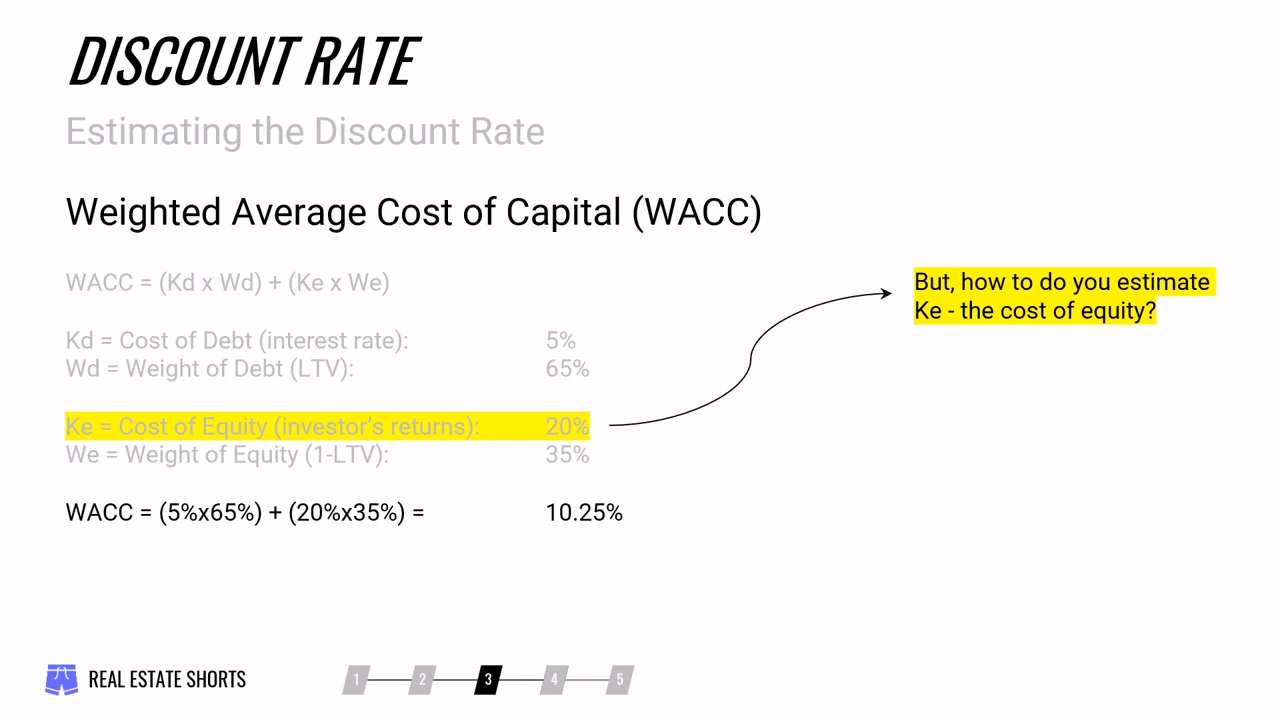 DISCOUNT RATE
Estimating the Discount Rate
Weighted Average Cost of Capital (WACC)
WACC = (Kd x Wd) + (Ke x We)
Kd = Cost of Debt (interest rate): 5%
Wd = Weight of Debt (LTV): 65%
Ke = Cost of Equity (investor’s returns): 20%
We = Weight of Equity (1-LTV): 35%
WACC = (5%x65%) + (20%x35%) = 10.25%
But, how to do you estimate
Ke - the cost of equity?
REAL ESTATE SHORTS
1 2 3 4 5